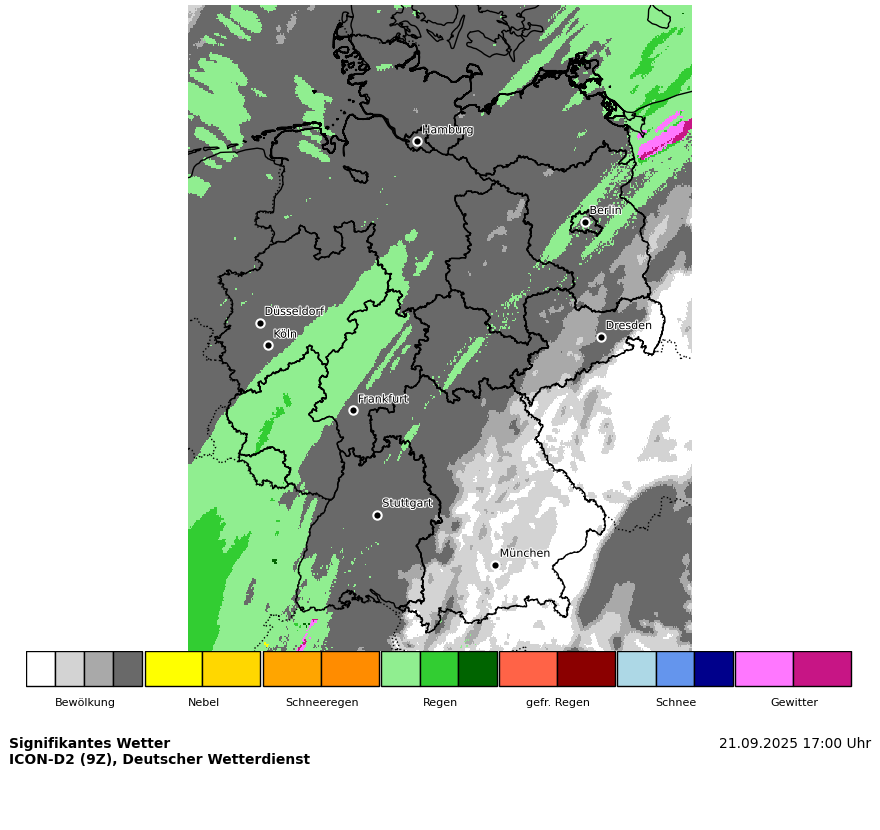 Hamburg
Berlin
Düsseldorf
Köln
Dresden
Frankfurt
Stuttgart
München
Bewölkung Nebel Schneeregen Regen gefr. Regen Schnee Gewitter
Signifikantes Wetter 21.09.2025 17:00 Uhr
ICON-D2 (9Z), Deutscher Wetterdienst